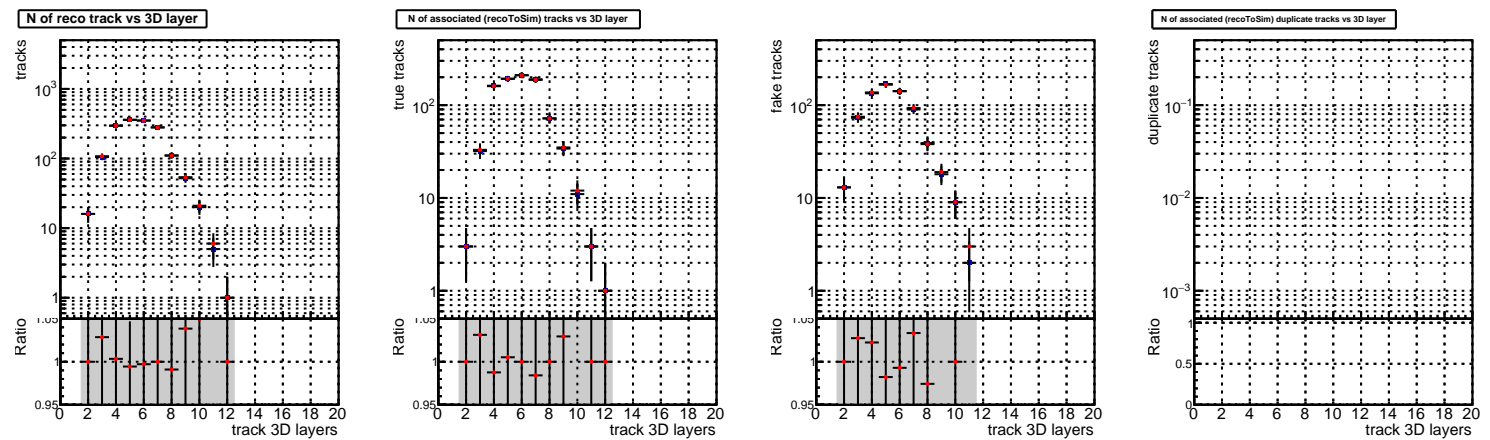 N of reco track vs 3D layer
tracks
10³
10²
10
1
Ratio
1.05
1
0.95
0 2 4 6 8 10 12 14 16 18 20
track 3D layers
N of associated (recoToSim) tracks vs 3D layer
true tracks
10²
10
1
Ratio
1.05
1
0.95
0 2 4 6 8 10 12 14 16 18 20
track 3D layers
fake tracks
10²
10
1
Ratio
1.05
1
0.95
0 2 4 6 8 10 12 14 16 18 20
track 3D layers
N of associated (recoToSim) duplicate tracks vs 3D layer
duplicate tracks
10⁻¹
10⁻²
10⁻³
Ratio
1
0.5
0
0 2 4 6 8 10 12 14 16 18 20
track 3D layers